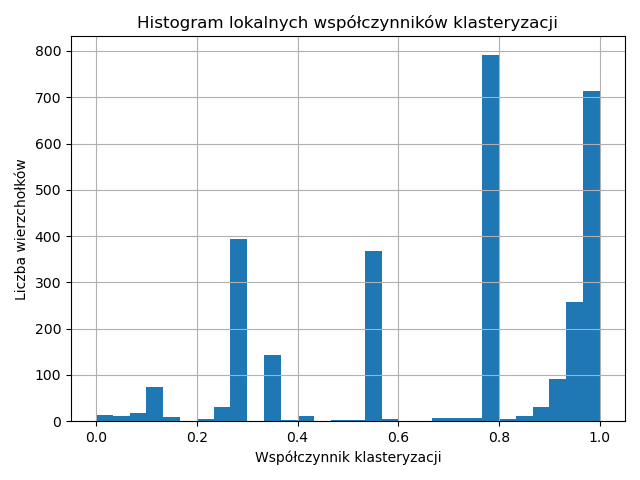 Histogram lokalnych współczynników klasteryzacji
800
700
600
500
400
300
200
100
0
Liczba wierzchołków
0.0 0.2 0.4 0.6 0.8 1.0
Współczynnik klasteryzacji